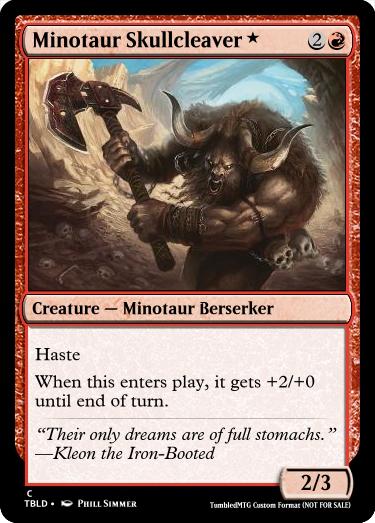 Minotaur Skullcleaver ★ 2
Creature — Minotaur Berserker
Haste
When this enters play, it gets +2/+0
until end of turn.
“Their only dreams are of full stomachs.”
—Kleon the Iron-Booted
2/3
C
TBLD • Phill Simmer
TumbledMTG Custom Format (NOT FOR SALE)